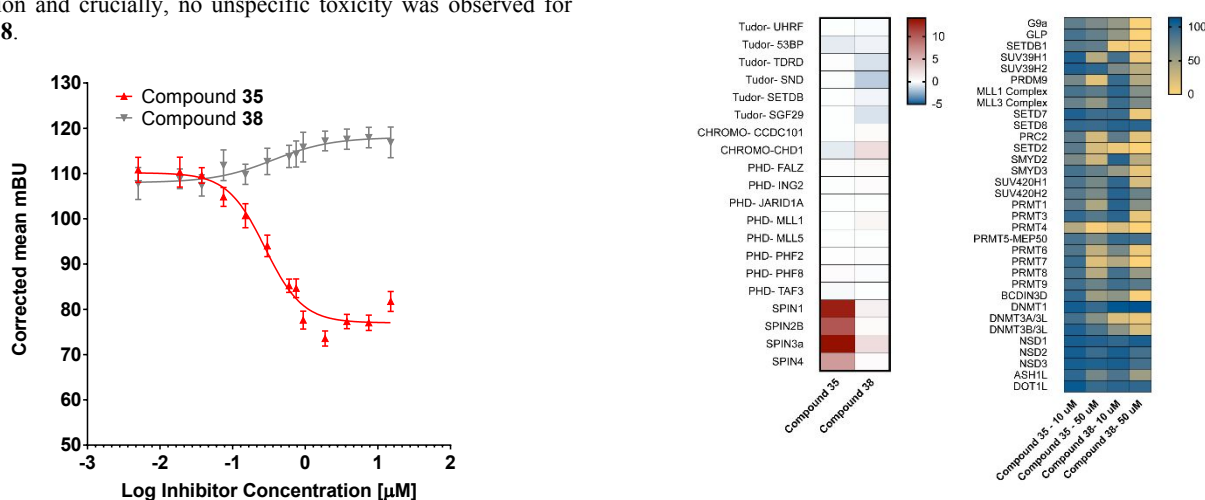 ion and crucially, no unspecific toxicity was observed for
38.
130
120
110
100
90
80
70
60
50
-3 -2 -1 0 1 2
Corrected mean mBU
Log Inhibitor Concentration [µM]
Compound 35
Compound 38
Tudor- UHRF
Tudor- 53BP
Tudor- TDRD
Tudor- SND
Tudor- SETDB
Tudor- SGF29
CHROMO- CCDC101
CHROMO-CHD1
PHD- FALZ
PHD- ING2
PHD- JARID1A
PHD- MLL1
PHD- MLL5
PHD- PHF2
PHD- PHF8
PHD- TAF3
SPIN1
SPIN2B
SPIN3a
SPIN4
Compound 35
Compound 38
10
5
0
-5
G9a
GLP
SETDB1
SUV39H1
SUV39H2
PRDM9
MLL1 Complex
MLL3 Complex
SETD7
SETD8
PRC2
SETD2
SMYD2
SMYD3
SUV420H1
SUV420H2
PRMT1
PRMT3
PRMT4
PRMT5-MEP50
PRMT6
PRMT7
PRMT8
PRMT9
BCDIN3D
DNMT1
DNMT3A/3L
DNMT3B/3L
NSD1
NSD2
NSD3
ASH1L
DOT1L
Compound 35 - 10 uM
Compound 35 - 50 uM
Compound 38- 10 uM
Compound 38- 50 uM
100
50
0